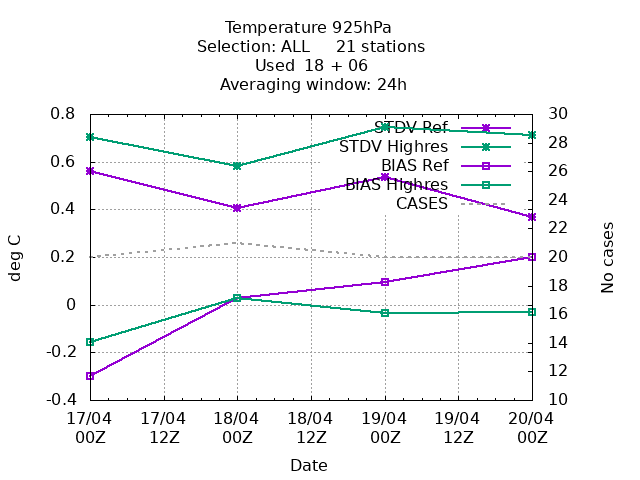 Temperature 925hPa
Selection: ALL 21 stations
Used 18 + 06
Averaging window: 24h
0.8
0.6
0.4
0.2
0
-0.2
-0.4
deg C
30
28
26
24
22
20
18
16
14
12
10
No cases
STDV Ref
STDV Highres
BIAS Ref
BIAS Highres
CASES
17/04 17/04 18/04 18/04 19/04 19/04 20/04
00Z 12Z 00Z 12Z 00Z 12Z 00Z
Date